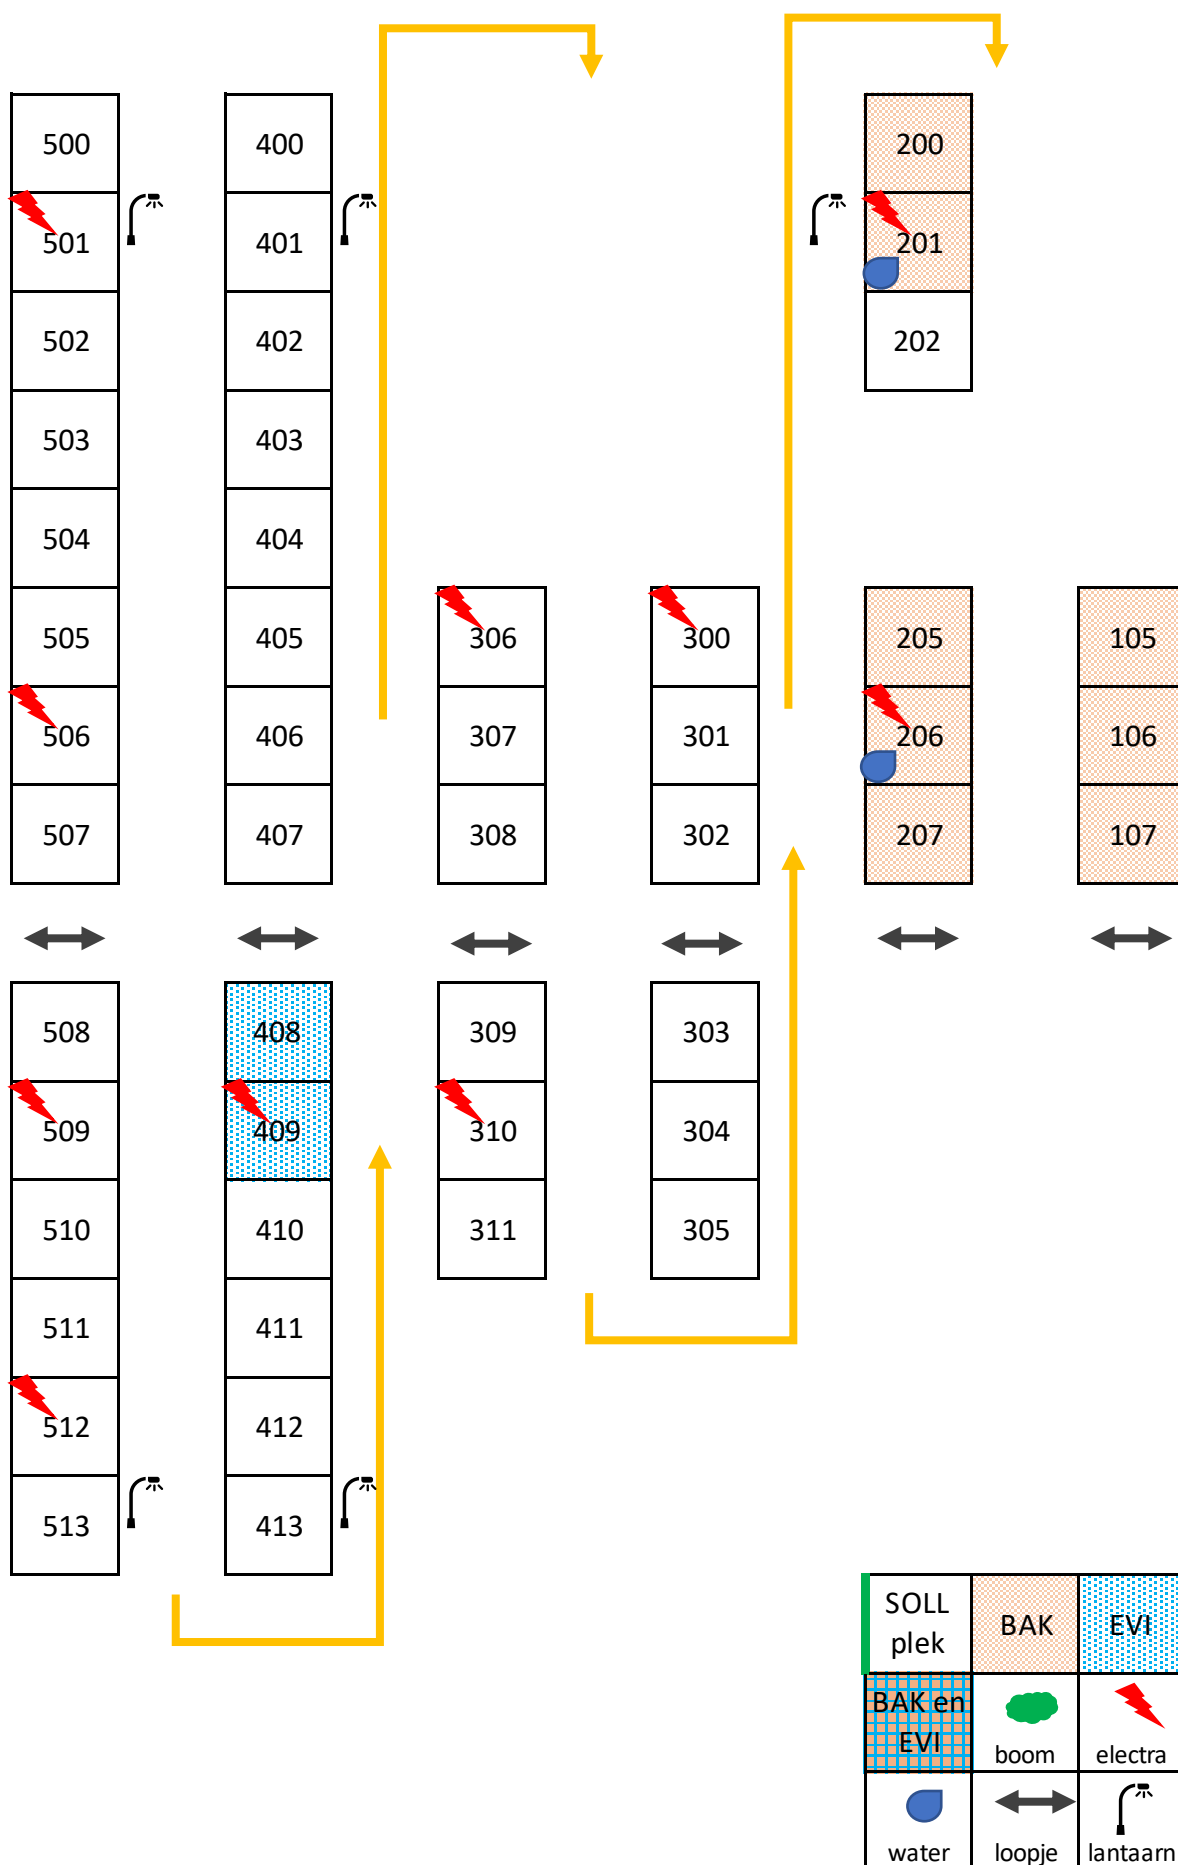 500 400 200
501 401 201
502 402 202
503 403
504 404
505 405 306 300 205 105
506 406 307 301 206 106
507 407 308 302 207 107
508 408 309 303
509 409 310 304
510 410 311 305
511 411
512 412
513 413
SOLL
plek
BAK
EVI
BAK en
EVI
boom
electra
water
loopje
lantaarn